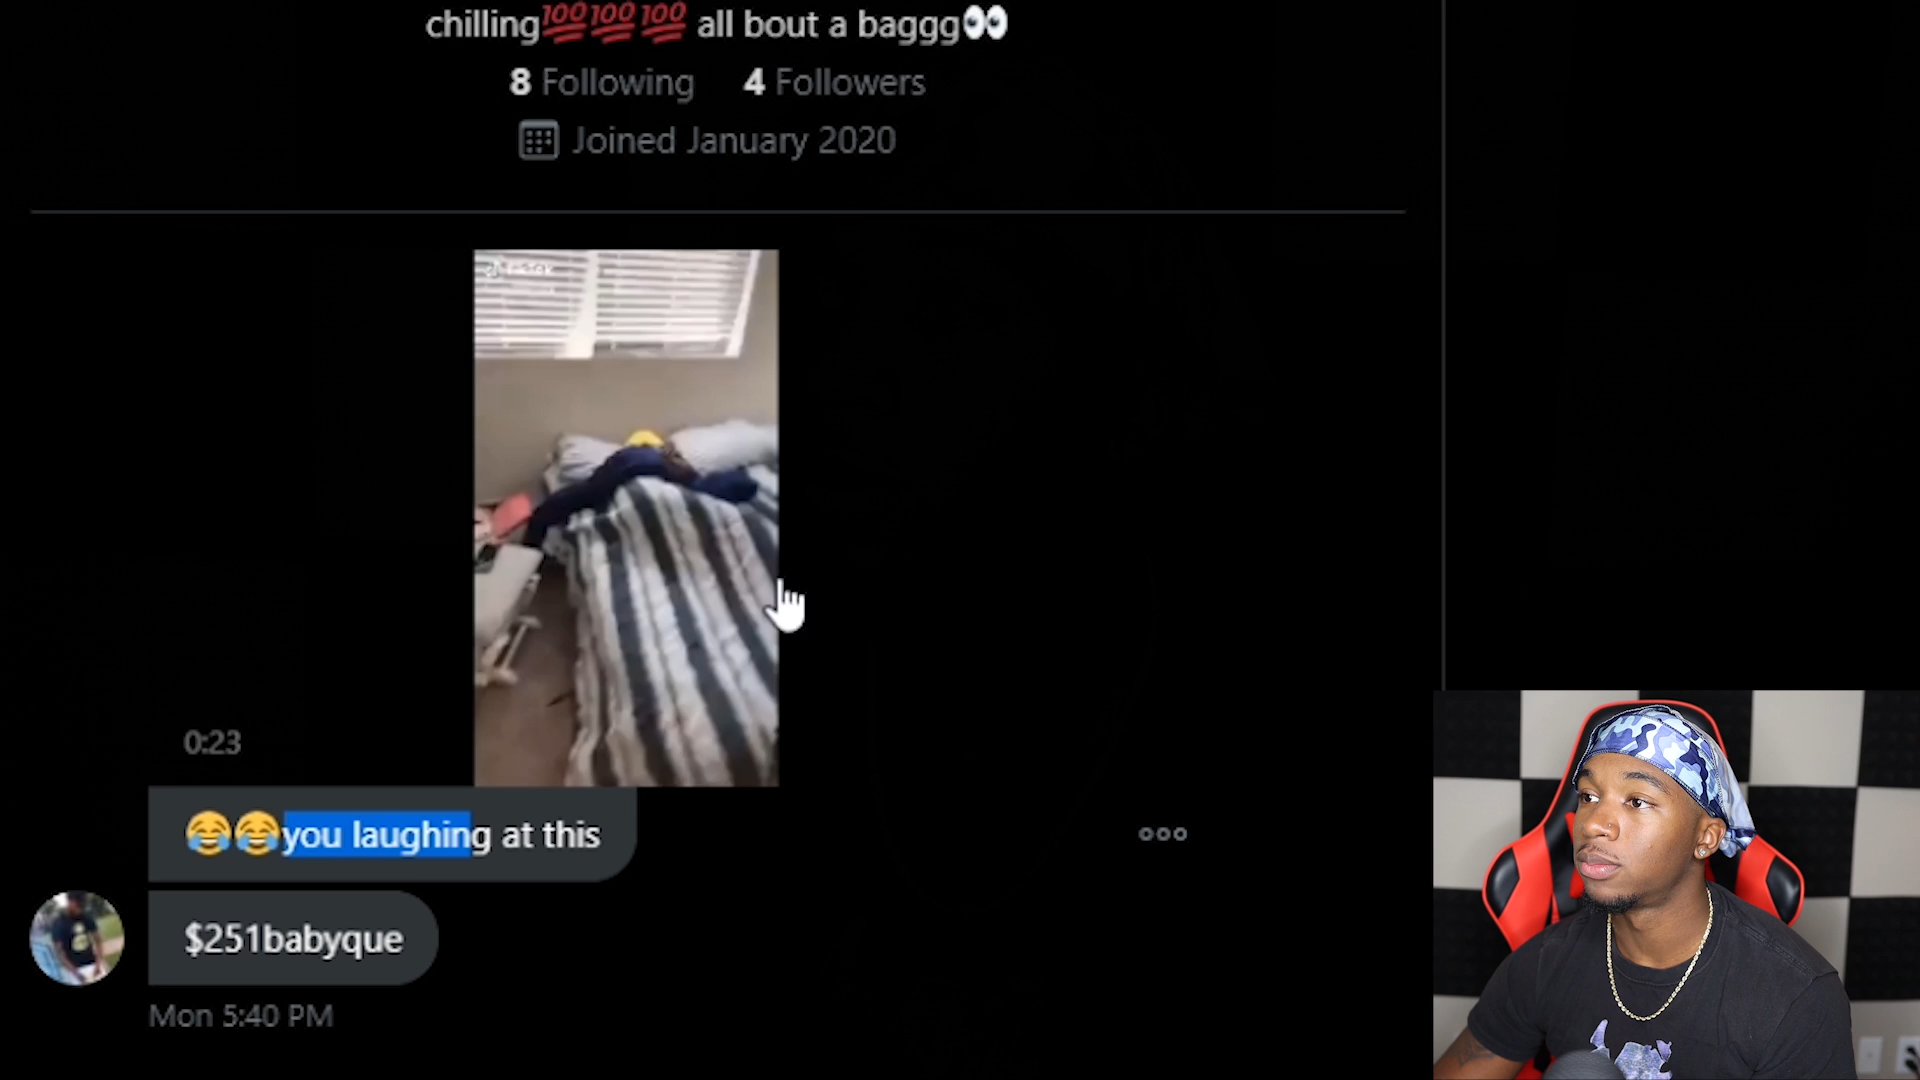 chilling💯💯💯 all bout a baggg👀
8 Following 4 Followers
Joined January 2020
TikTok
0:23
😂😂you laughing at this
$251babyque
Mon 5:40 PM